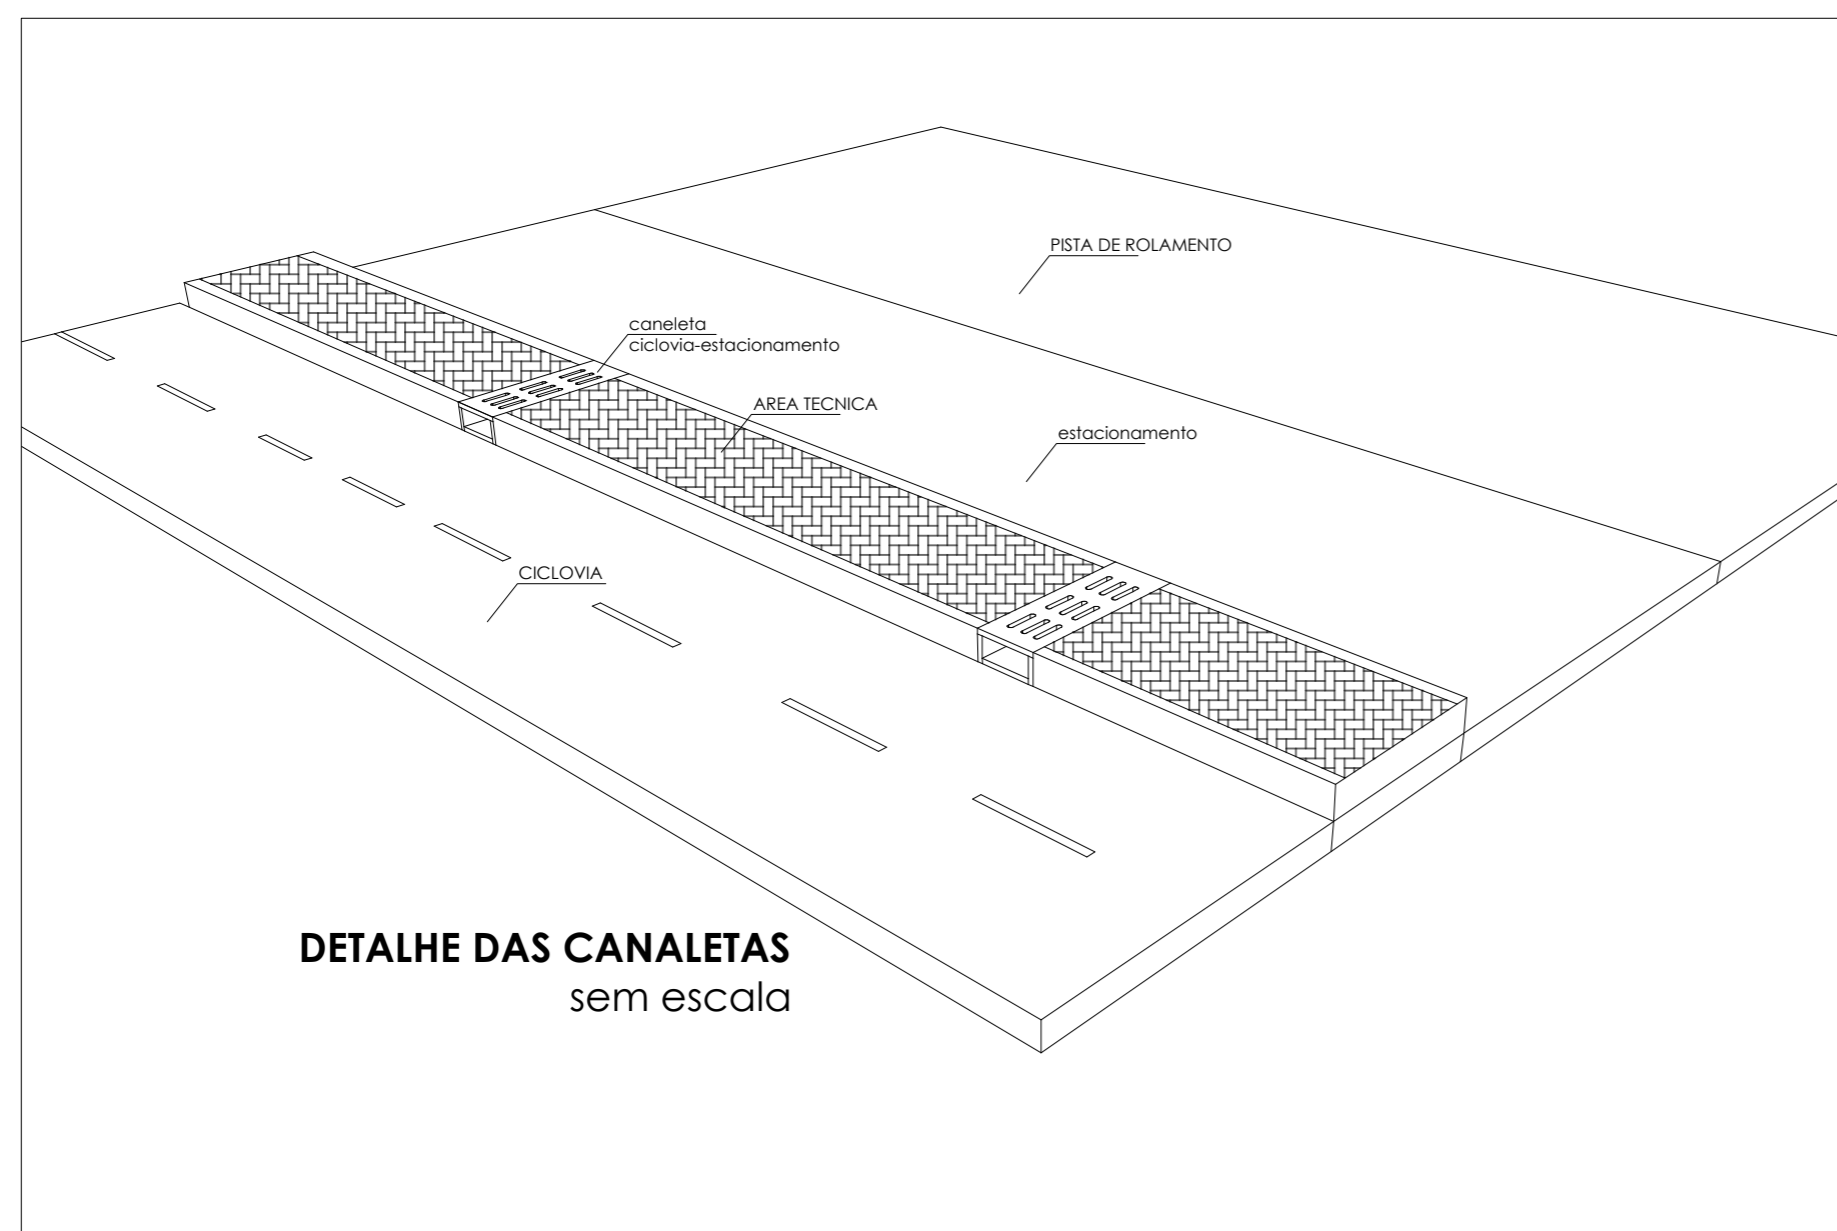 PISTA DE ROLAMENTO
caneleta
ciclovia-estacionamento
AREA TECNICA
estacionamento
CICLOVIA
DETALHE DAS CANALETAS
sem escala